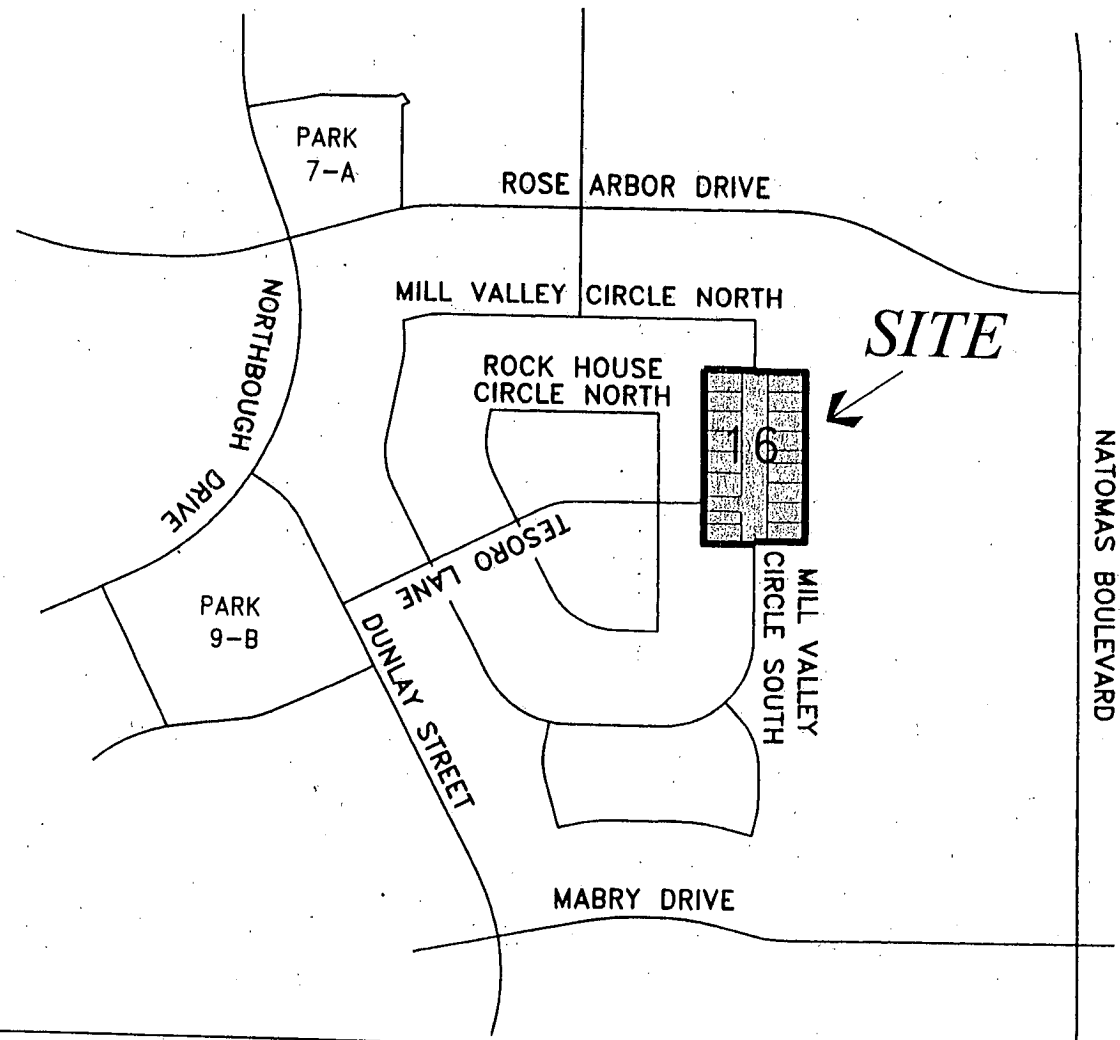 PARK
7-A
ROSE ARBOR DRIVE
MILL VALLEY CIRCLE NORTH
SITE
ROCK HOUSE
CIRCLE NORTH
NORTHBOUGH DRIVE
16
TESORO LANE
PARK
9-B
DUNLAY STREET
MILL VALLEY
CIRCLE SOUTH
NATOMAS BOULEVARD
MABRY DRIVE